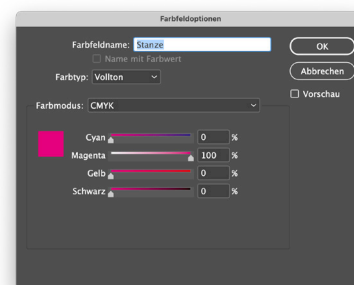 Farbfeldoptionen
Farbfeldname: Stanze
Name mit Farbwert
Farbtyp: Vollton
Farbmodus: CMYK
Cyan 0 %
Magenta 100 %
Gelb 0 %
Schwarz 0 %
OK
Abbrechen
Vorschau